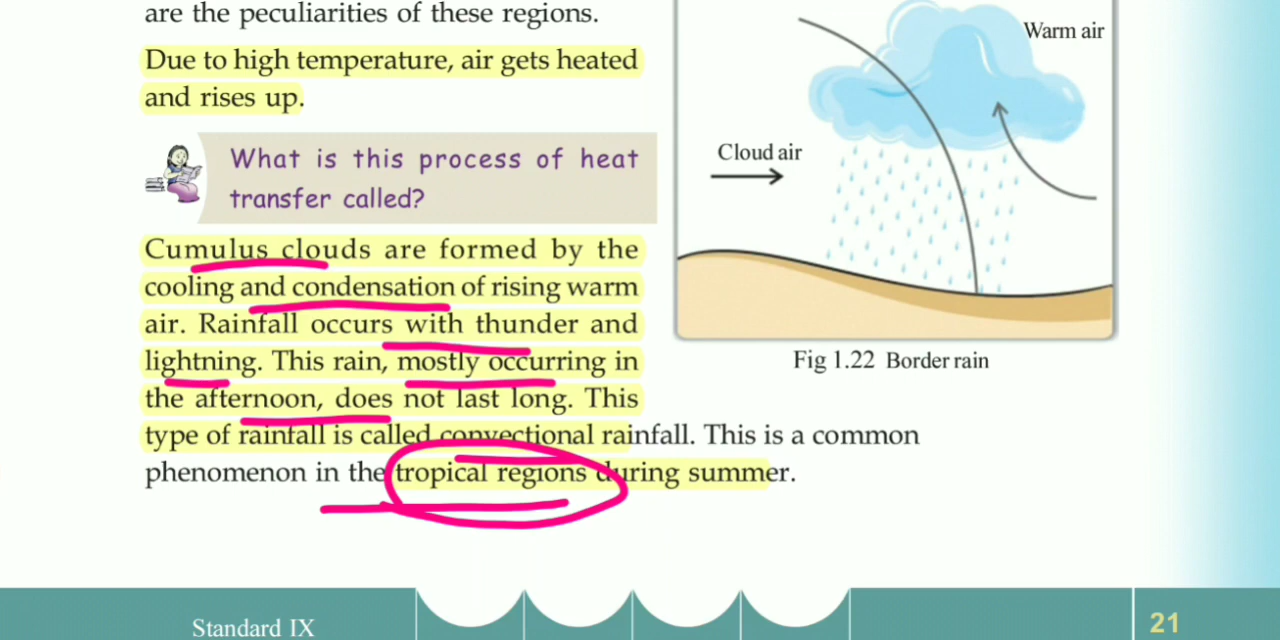 are the peculiarities of these regions.
Due to high temperature, air gets heated
and rises up.
What is this process of heat
transfer called?
Cumulus clouds are formed by the
cooling and condensation of rising warm
air. Rainfall occurs with thunder and
lightning. This rain, mostly occurring in
the afternoon, does not last long. This
type of rainfall is called convectional rainfall. This is a common
phenomenon in the tropical regions during summer.
Warm air
Cloud air
Fig 1.22 Border rain
Standard IX
21